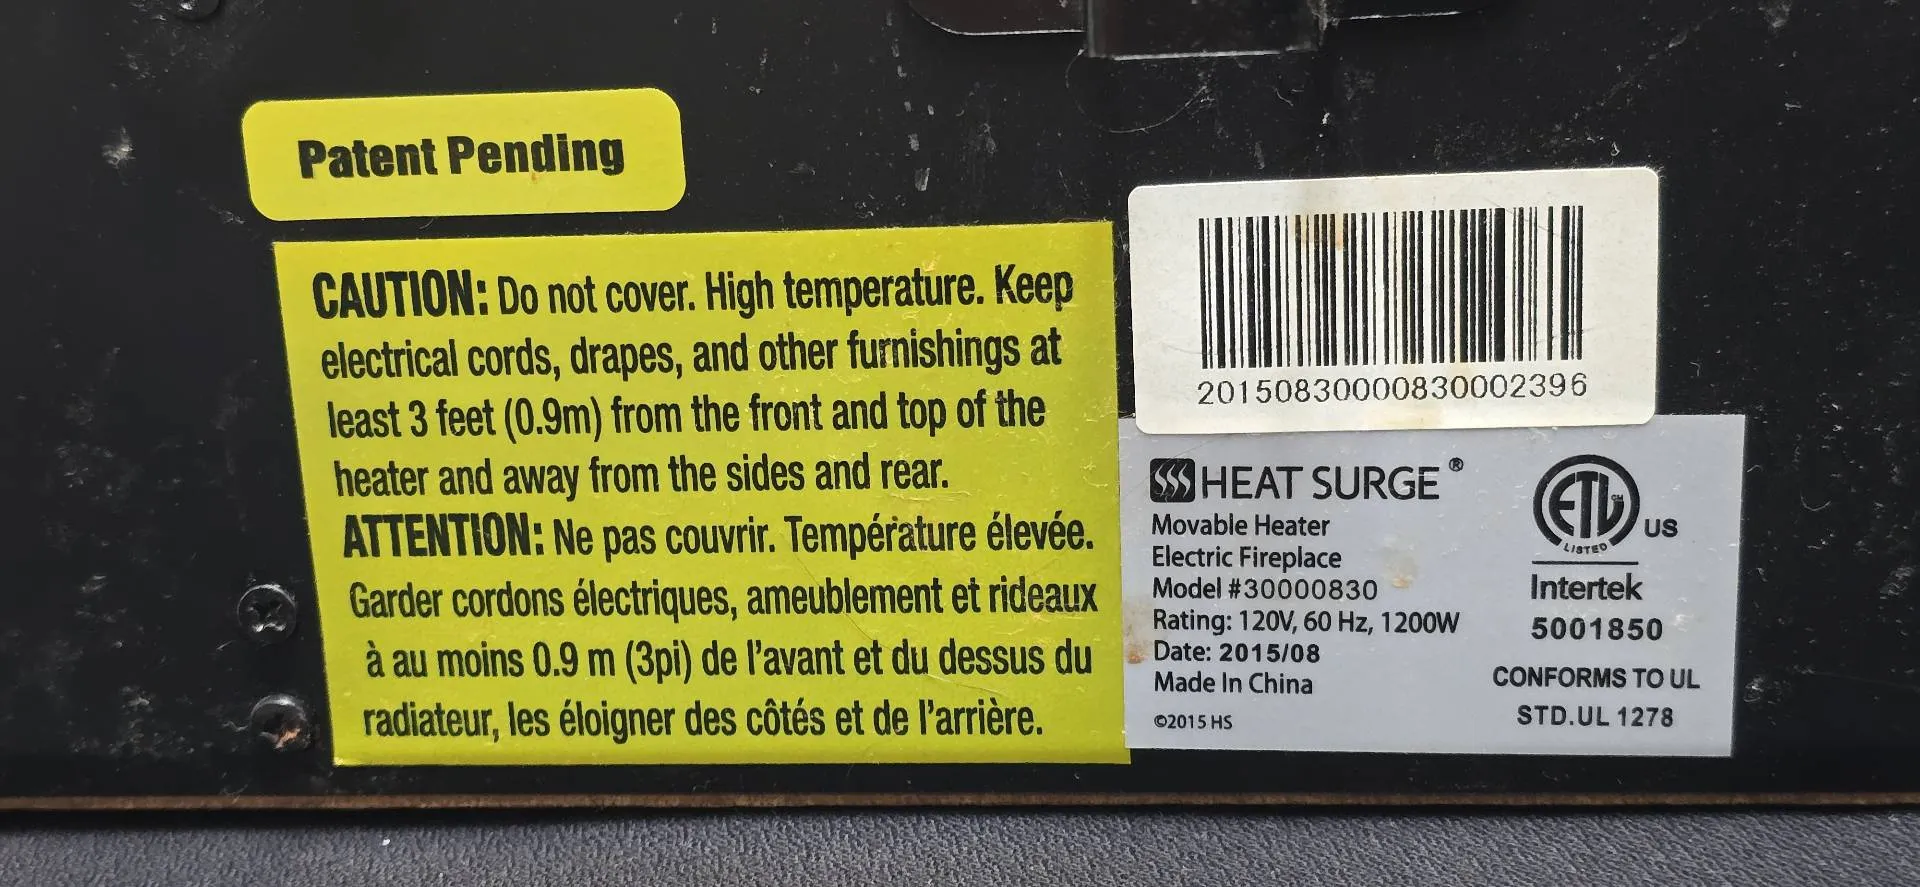 Patent Pending
CAUTION: Do not cover. High temperature. Keep
electrical cords, drapes, and other furnishings at
least 3 feet (0.9m) from the front and top of the
heater and away from the sides and rear.
ATTENTION: Ne pas couvrir. Température élevée.
Garder cordons électriques, ameublement et rideaux
à au moins 0.9 m (3pi) de l'avant et du dessus du
radiateur, les éloigner des côtés et de l'arrière.
20150830000830002396
HEAT SURGE®
Movable Heater
Electric Fireplace
Model #30000830
Rating: 120V, 60 Hz, 1200W
Date: 2015/08
Made In China
©2015 HS
ETL CM
LISTED
US
Intertek
5001850
CONFORMS TO UL
STD.UL 1278